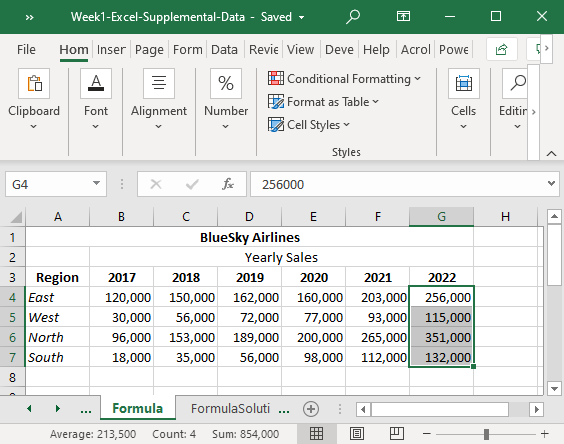 Week1-Excel-Supplemental-Data - Saved
File Hom Inser Page Form Data Revie View Deve Help Acrol Powe
Clipboard Font Alignment Number Conditional Formatting Format as Table Cell Styles Cells Editin
Styles
G4 fx 256000
A B C D E F G H
1 BlueSky Airlines
2 Yearly Sales
3 Region 2017 2018 2019 2020 2021 2022
4 East 120,000 150,000 162,000 160,000 203,000 256,000
5 West 30,000 56,000 72,000 77,000 93,000 115,000
6 North 96,000 153,000 189,000 200,000 265,000 351,000
7 South 18,000 35,000 56,000 98,000 112,000 132,000
8
... Formula FormulaSoluti ...
Average: 213,500 Count: 4 Sum: 854,000